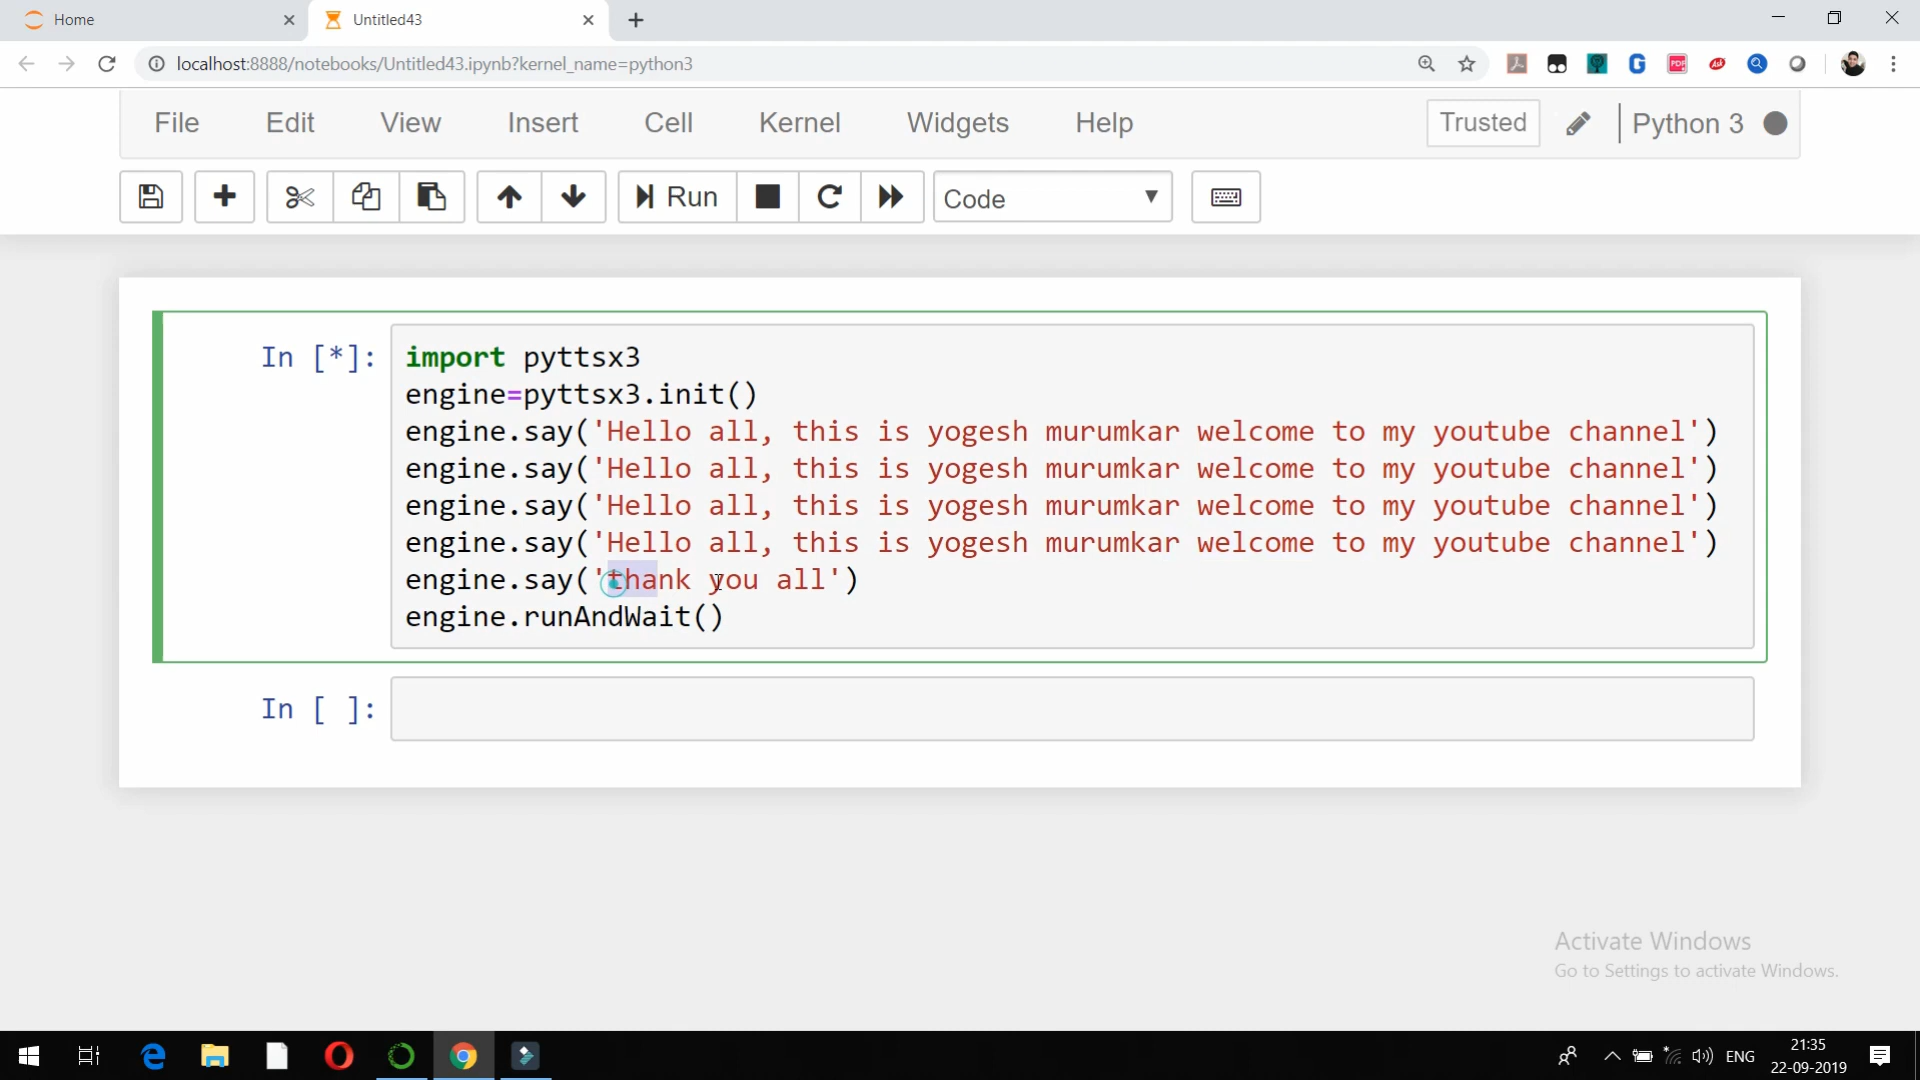 Home
Untitled43
localhost:8888/notebooks/Untitled43.ipynb?kernel_name=python3
File Edit View Insert Cell Kernel Widgets Help Trusted Python 3
Run Code
In [*]:
import pyttsx3
engine=pyttsx3.init()
engine.say('Hello all, this is yogesh murumkar welcome to my youtube channel')
engine.say('Hello all, this is yogesh murumkar welcome to my youtube channel')
engine.say('Hello all, this is yogesh murumkar welcome to my youtube channel')
engine.say('Hello all, this is yogesh murumkar welcome to my youtube channel')
engine.say('thank you all')
engine.runAndWait()
In [ ]:
Activate Windows
Go to Settings to activate Windows.
ENG
21:35
22-09-2019